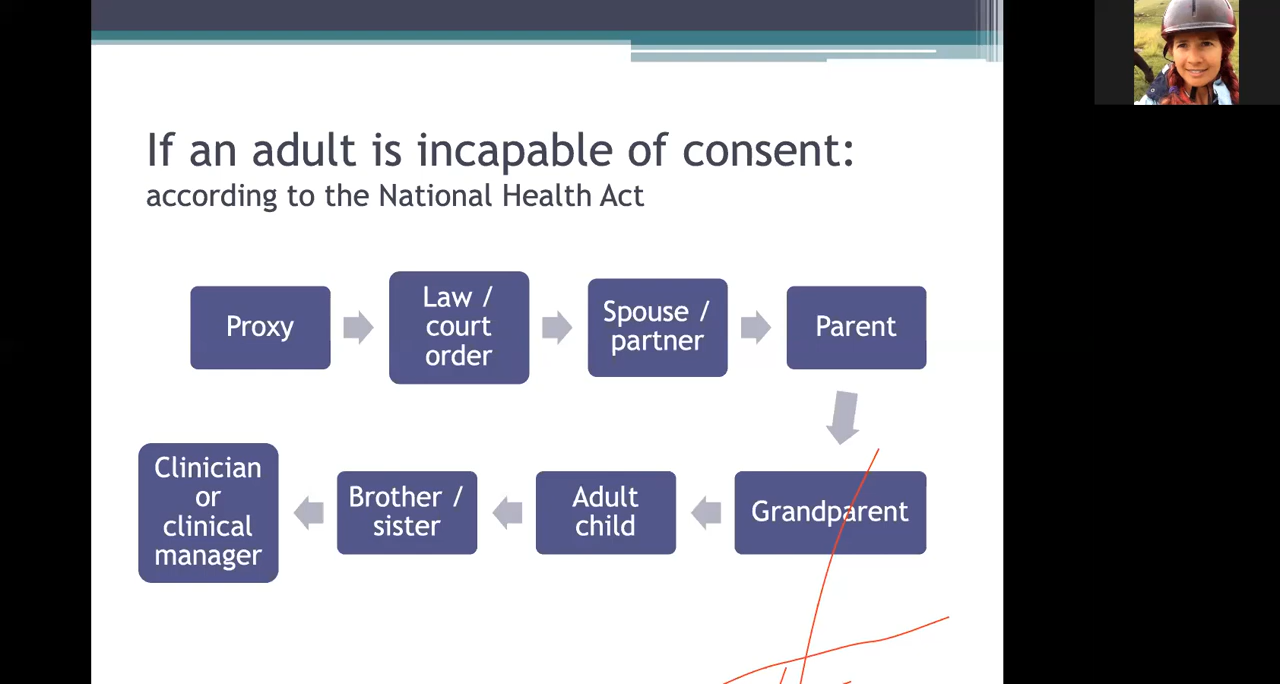 If an adult is incapable of consent:
according to the National Health Act
Proxy
Law /
court
order
Spouse /
partner
Parent
Grandparent
Adult
child
Brother /
sister
Clinician
or
clinical
manager